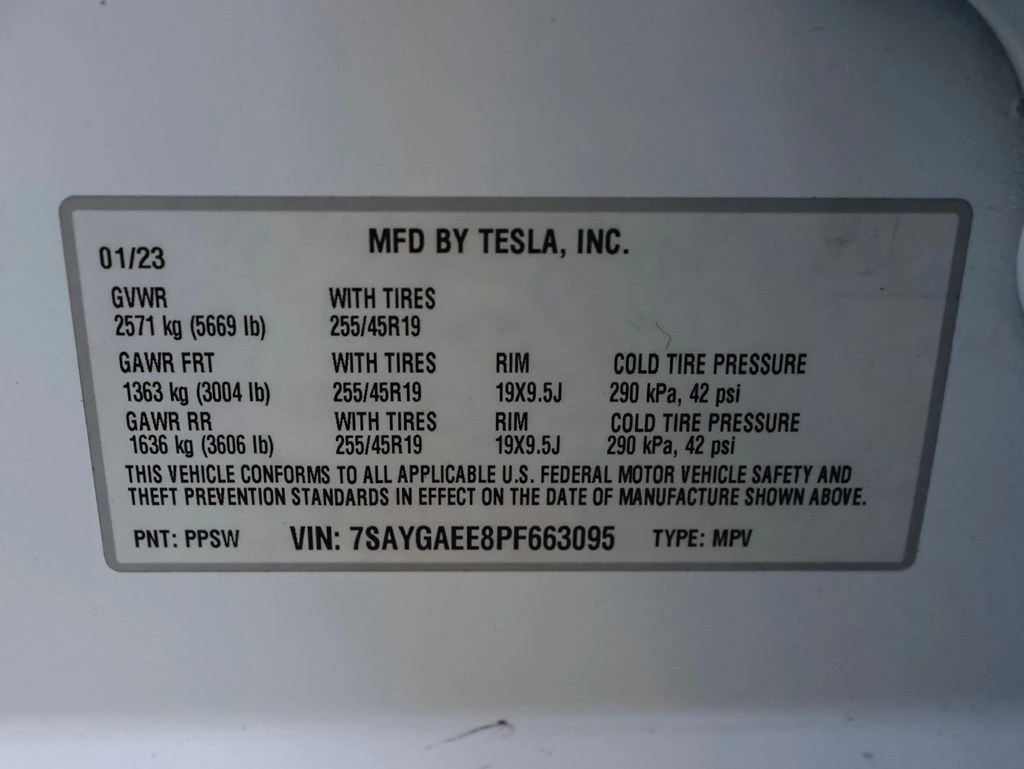 MFD BY TESLA, INC.
01/23
GVWR WITH TIRES
2571 kg (5669 lb) 255/45R19
GAWR FRT WITH TIRES RIM COLD TIRE PRESSURE
1363 kg (3004 lb) 255/45R19 19X9.5J 290 kPa, 42 psi
GAWR RR WITH TIRES RIM COLD TIRE PRESSURE
1636 kg (3606 lb) 255/45R19 19X9.5J 290 kPa, 42 psi
THIS VEHICLE CONFORMS TO ALL APPLICABLE U.S. FEDERAL MOTOR VEHICLE SAFETY AND
THEFT PREVENTION STANDARDS IN EFFECT ON THE DATE OF MANUFACTURE SHOWN ABOVE.
PNT: PPSW VIN: 7SAYGAEE8PF663095 TYPE: MPV